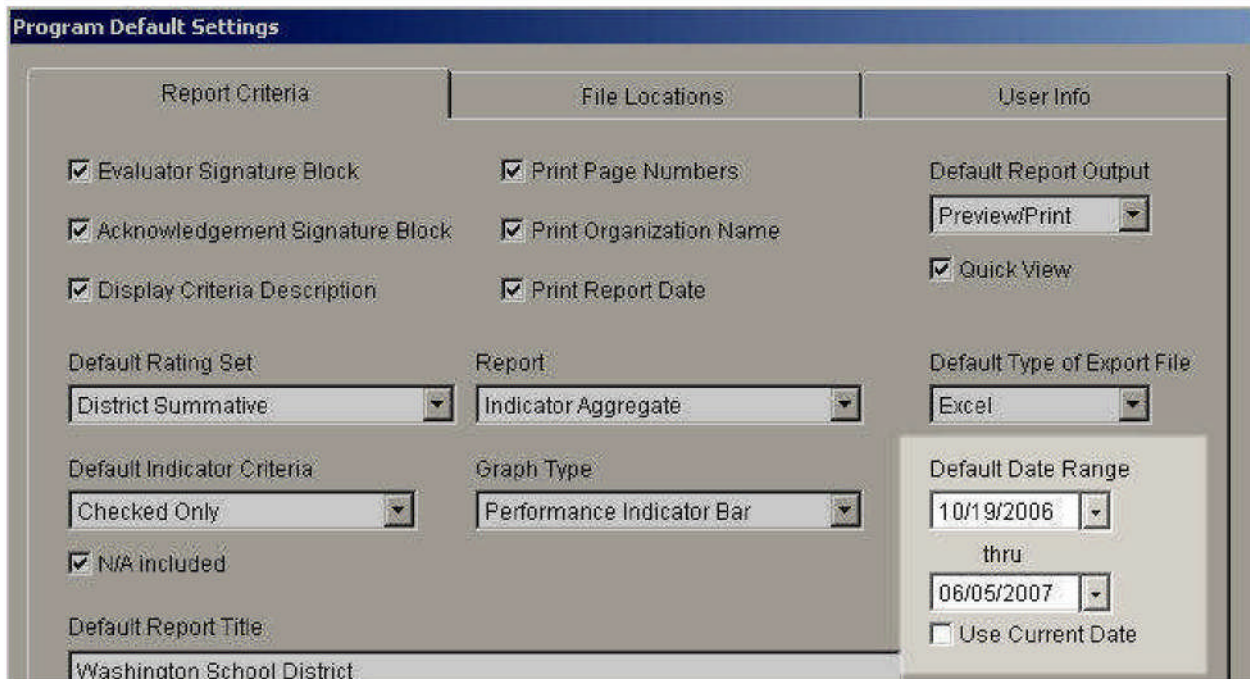 Program Default Settings
Report Criteria
File Locations
User Info
Evaluator Signature Block
Print Page Numbers
Default Report Output
Acknowledgement Signature Block
Print Organization Name
Preview/Print
Display Criteria Description
Print Report Date
Quick View
Default Rating Set
Report
Default Type of Export File
District Summative
Indicator Aggregate
Excel
Default Indicator Criteria
Graph Type
Default Date Range
Checked Only
Performance Indicator Bar
10/19/2006
N/A included
thru
06/05/2007
Default Report Title
Use Current Date
Washington School District